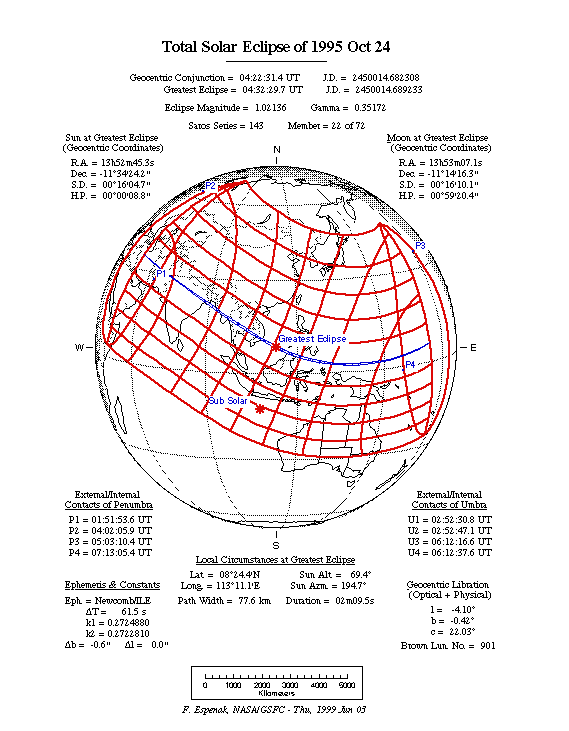 Total Solar Eclipse of 1995 Oct 24
Geocentric Conjunction = 04:22:31.4 UT J.D. = 2450014.682308
Greatest Eclipse = 04:32:29.7 UT J.D. = 2450014.689233
Eclipse Magnitude = 1.02136 Gamma = 0.35172
Saros Series = 143 Member = 22 of 72
Sun at Greatest Eclipse
(Geocentric Coordinates)
R.A. = 13h52m45.3s
Dec. = -11°34'24.2"
S.D. = 00°16'04.7"
H.P. = 00°00'08.8"
Moon at Greatest Eclipse
(Geocentric Coordinates)
R.A. = 13h53m07.1s
Dec. = -11°14'16.3"
S.D. = 00°16'10.1"
H.P. = 00°59'20.4"
N
P2
P3
P1
Greatest Eclipse
W
E
P4
Sub Solar
S
External/Internal
Contacts of Penumbra
P1 = 01:51:53.6 UT
P2 = 04:02:05.9 UT
P3 = 05:03:10.4 UT
P4 = 07:13:05.4 UT
External/Internal
Contacts of Umbra
U1 = 02:52:30.8 UT
U2 = 02:52:47.1 UT
U3 = 06:12:16.6 UT
U4 = 06:12:37.6 UT
Local Circumstances at Greatest Eclipse
Lat. = 08°24.4'N Sun Alt. = 69.4°
Long. = 113°11.1'E Sun Azm. = 194.7°
Path Width = 77.6 km Duration = 02m09.5s
Ephemeris & Constants
Eph. = Newcomb/ILE
ΔT = 61.5 s
k1 = 0.2724880
k2 = 0.2722810
Δb = -0.6" Δl = 0.0"
Geocentric Libration
(Optical + Physical)
l = -4.10°
b = -0.42°
c = 22.03°
Brown Lun. No. = 901
0 1000 2000 3000 4000 5000
Kilometers
F. Espenak, NASA/GSFC - Thu, 1999 Jun 03